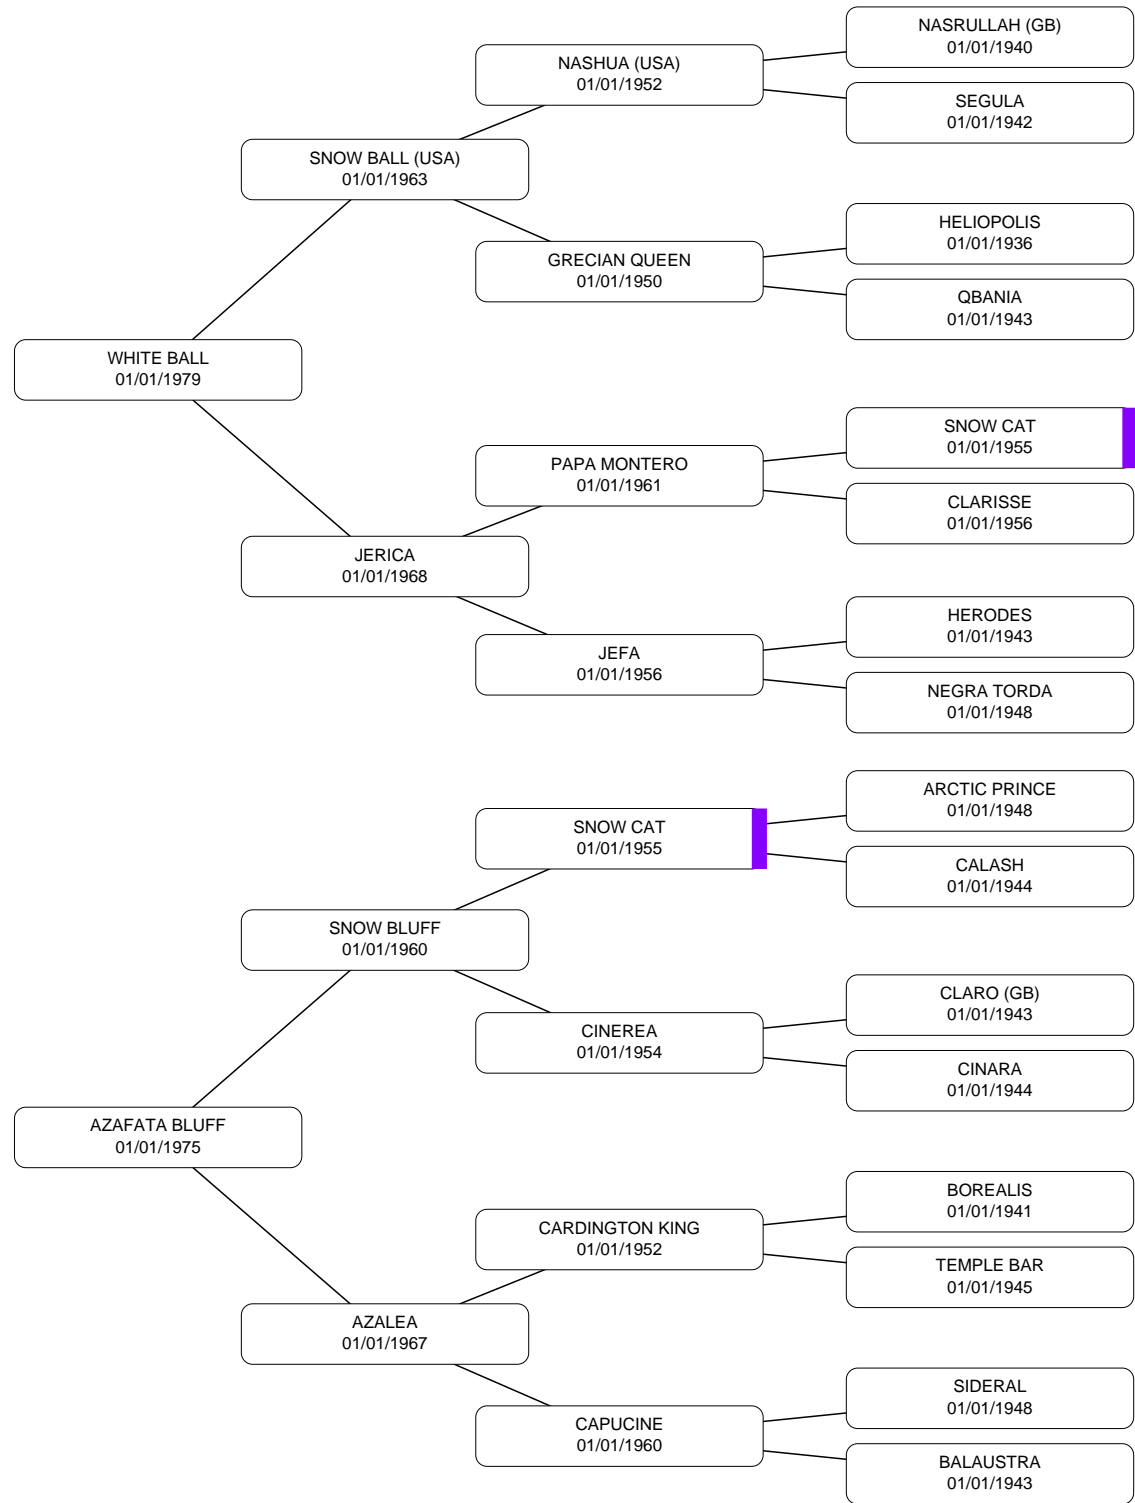 NASRULLAH (GB)
01/01/1940
NASHUA (USA)
01/01/1952
SEGULA
01/01/1942
SNOW BALL (USA)
01/01/1963
HELIOPOLIS
01/01/1936
GRECIAN QUEEN
01/01/1950
QBANIA
01/01/1943
WHITE BALL
01/01/1979
SNOW CAT
01/01/1955
PAPA MONTERO
01/01/1961
CLARISSE
01/01/1956
JERICA
01/01/1968
HERODES
01/01/1943
JEFA
01/01/1956
NEGRA TORDA
01/01/1948
ARCTIC PRINCE
01/01/1948
SNOW CAT
01/01/1955
CALASH
01/01/1944
SNOW BLUFF
01/01/1960
CLARO (GB)
01/01/1943
CINEREA
01/01/1954
CINARA
01/01/1944
AZAFATA BLUFF
01/01/1975
BOREALIS
01/01/1941
CARDINGTON KING
01/01/1952
TEMPLE BAR
01/01/1945
AZALEA
01/01/1967
SIDERAL
01/01/1948
CAPUCINE
01/01/1960
BALAUSTRA
01/01/1943